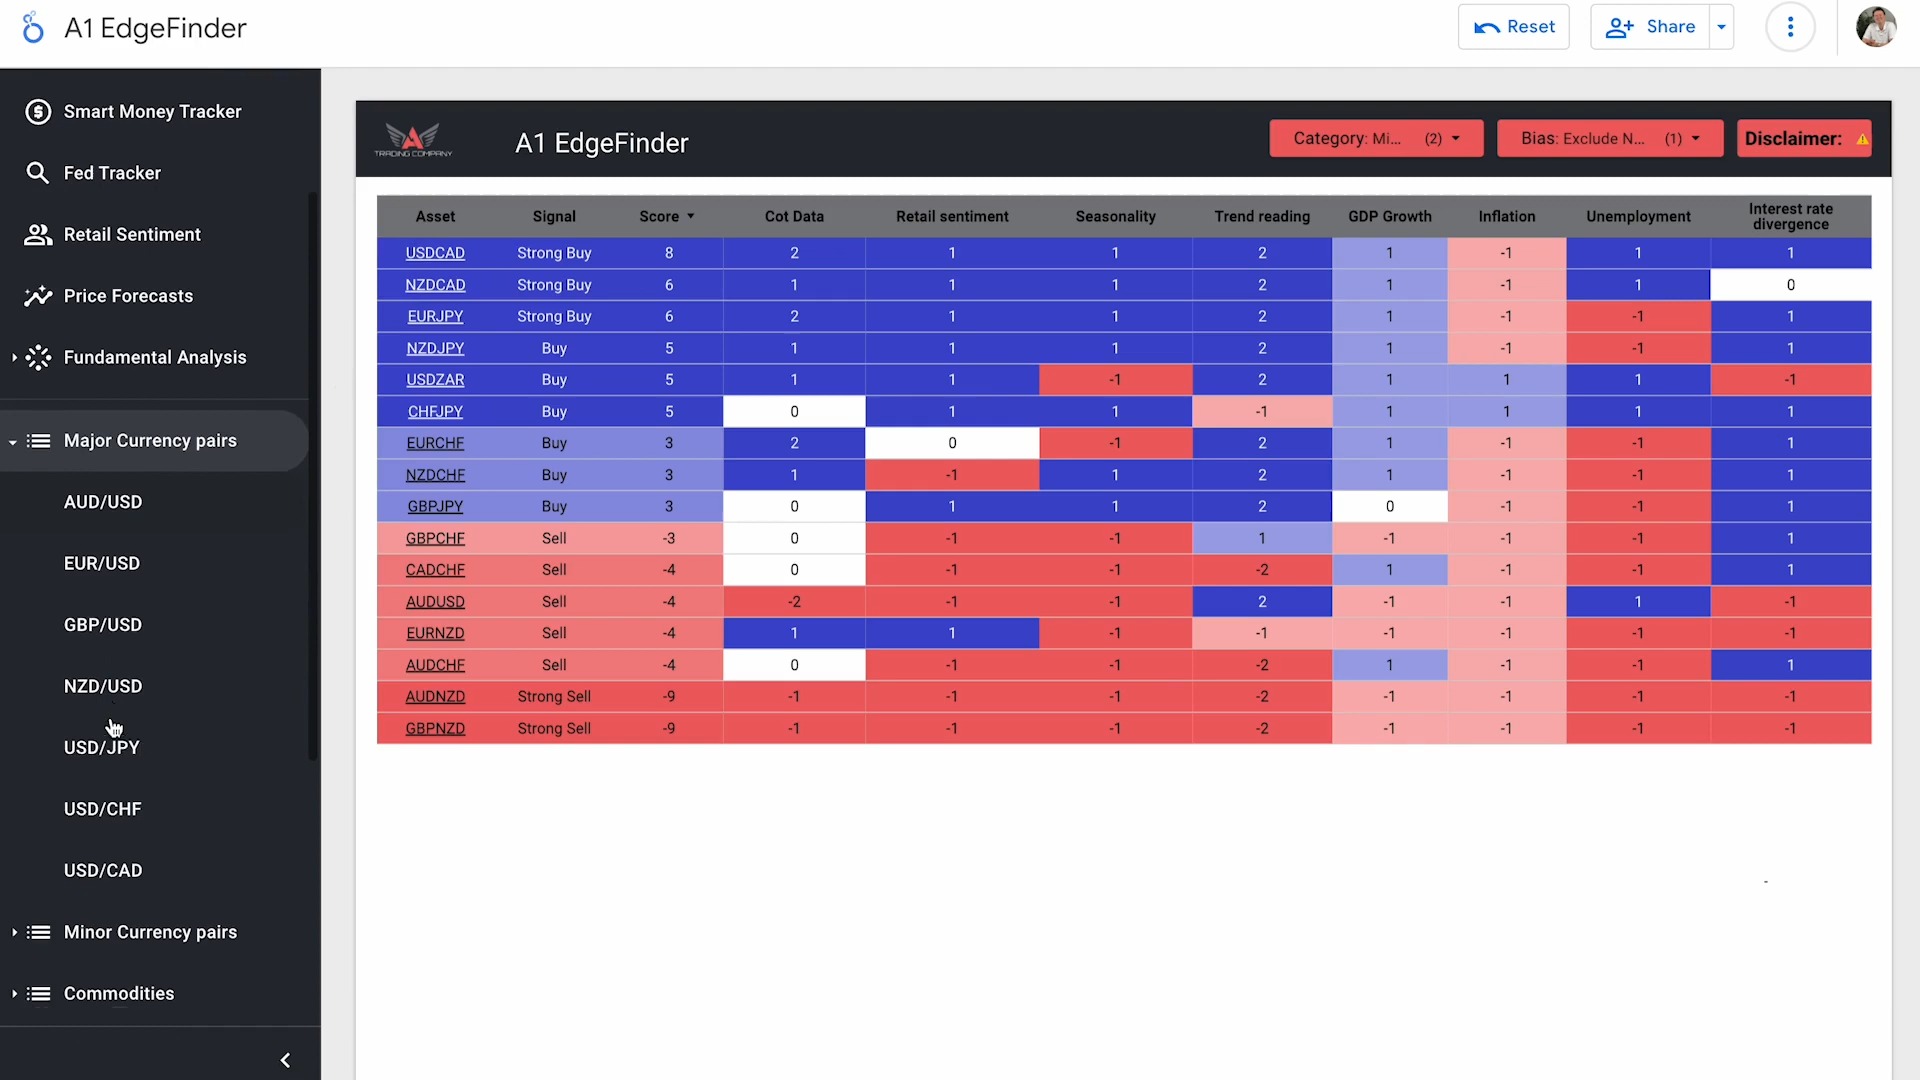 A1 EdgeFinder
Reset
Share
Smart Money Tracker
Fed Tracker
Retail Sentiment
Price Forecasts
Fundamental Analysis
Major Currency pairs
AUD/USD
EUR/USD
GBP/USD
NZD/USD
USD/JPY
USD/CHF
USD/CAD
Minor Currency pairs
Commodities
A
TRADING COMPANY
A1 EdgeFinder
Category: Mi... (2)
Bias: Exclude N... (1)
Disclaimer:
Asset Signal Score Cot Data Retail sentiment Seasonality Trend reading GDP Growth Inflation Unemployment Interest rate divergence
USDCAD Strong Buy 8 2 1 1 2 1 -1 1 1
NZDCAD Strong Buy 6 1 1 1 2 1 -1 1 0
EURJPY Strong Buy 6 2 1 1 2 1 -1 -1 1
NZDJPY Buy 5 1 1 1 2 1 -1 -1 1
USDZAR Buy 5 1 1 -1 2 1 1 1 -1
CHFJPY Buy 5 0 1 1 -1 1 1 1 1
EURCHF Buy 3 2 0 -1 2 1 -1 -1 1
NZDCHF Buy 3 1 -1 1 2 1 -1 -1 1
GBPJPY Buy 3 0 1 1 2 0 -1 -1 1
GBPCHF Sell -3 0 -1 -1 1 -1 -1 -1 1
CADCHF Sell -4 0 -1 -1 -2 1 -1 -1 1
AUDUSD Sell -4 -2 -1 -1 2 -1 -1 1 -1
EURNZD Sell -4 1 1 -1 -1 -1 -1 -1 -1
AUDCHF Sell -4 0 -1 -1 -2 1 -1 -1 1
AUDNZD Strong Sell -9 -1 -1 -1 -2 -1 -1 -1 -1
GBPNZD Strong Sell -9 -1 -1 -1 -2 -1 -1 -1 -1